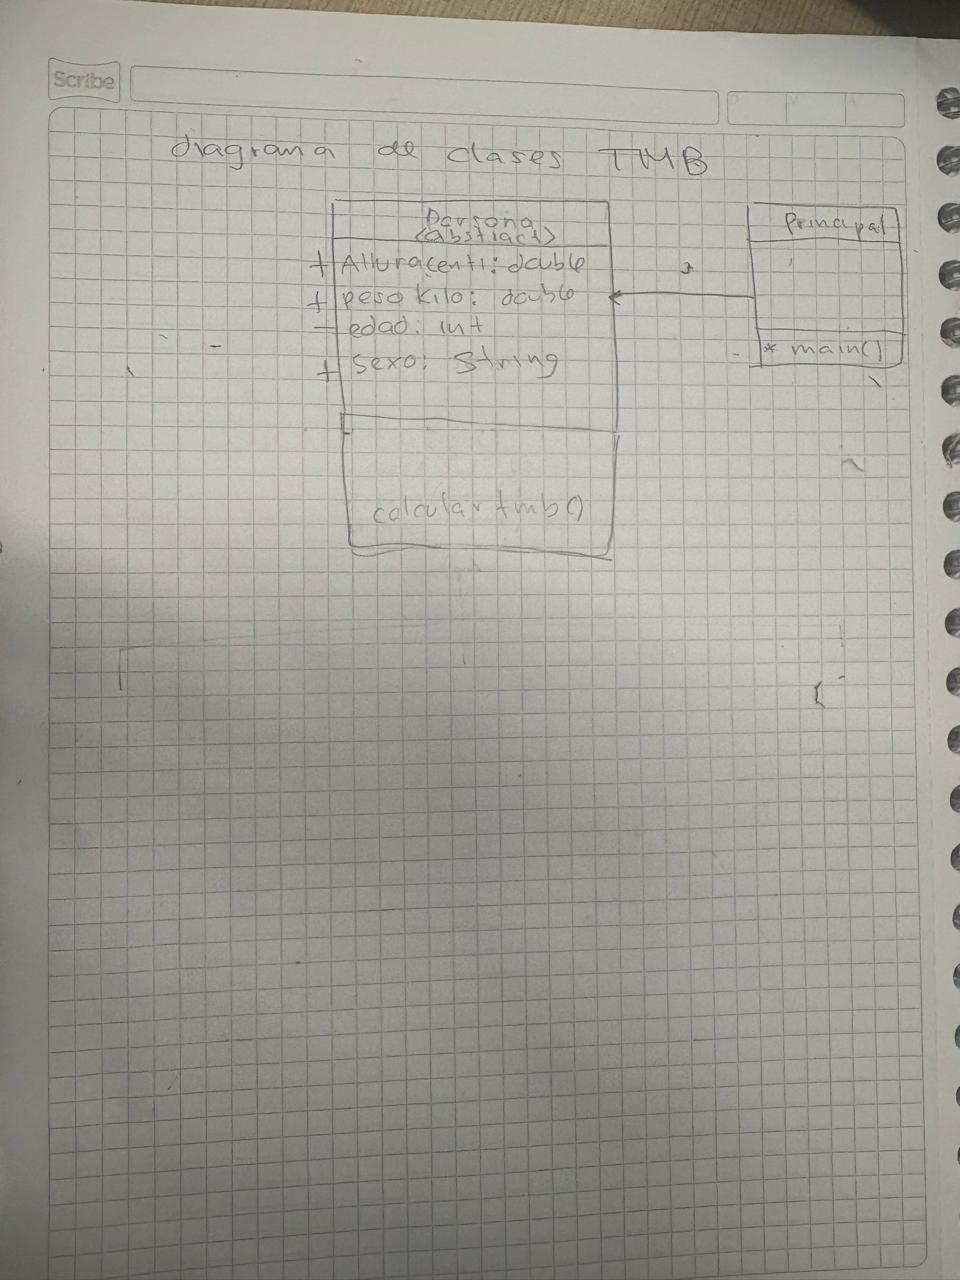 Scribe
diagrama de clases TMB
Persona
<abstract>
+ Alturacenti: double
+ peso kilo: double
- edad: int
+ sexo: String
calcular tmb()
Principal
* main()